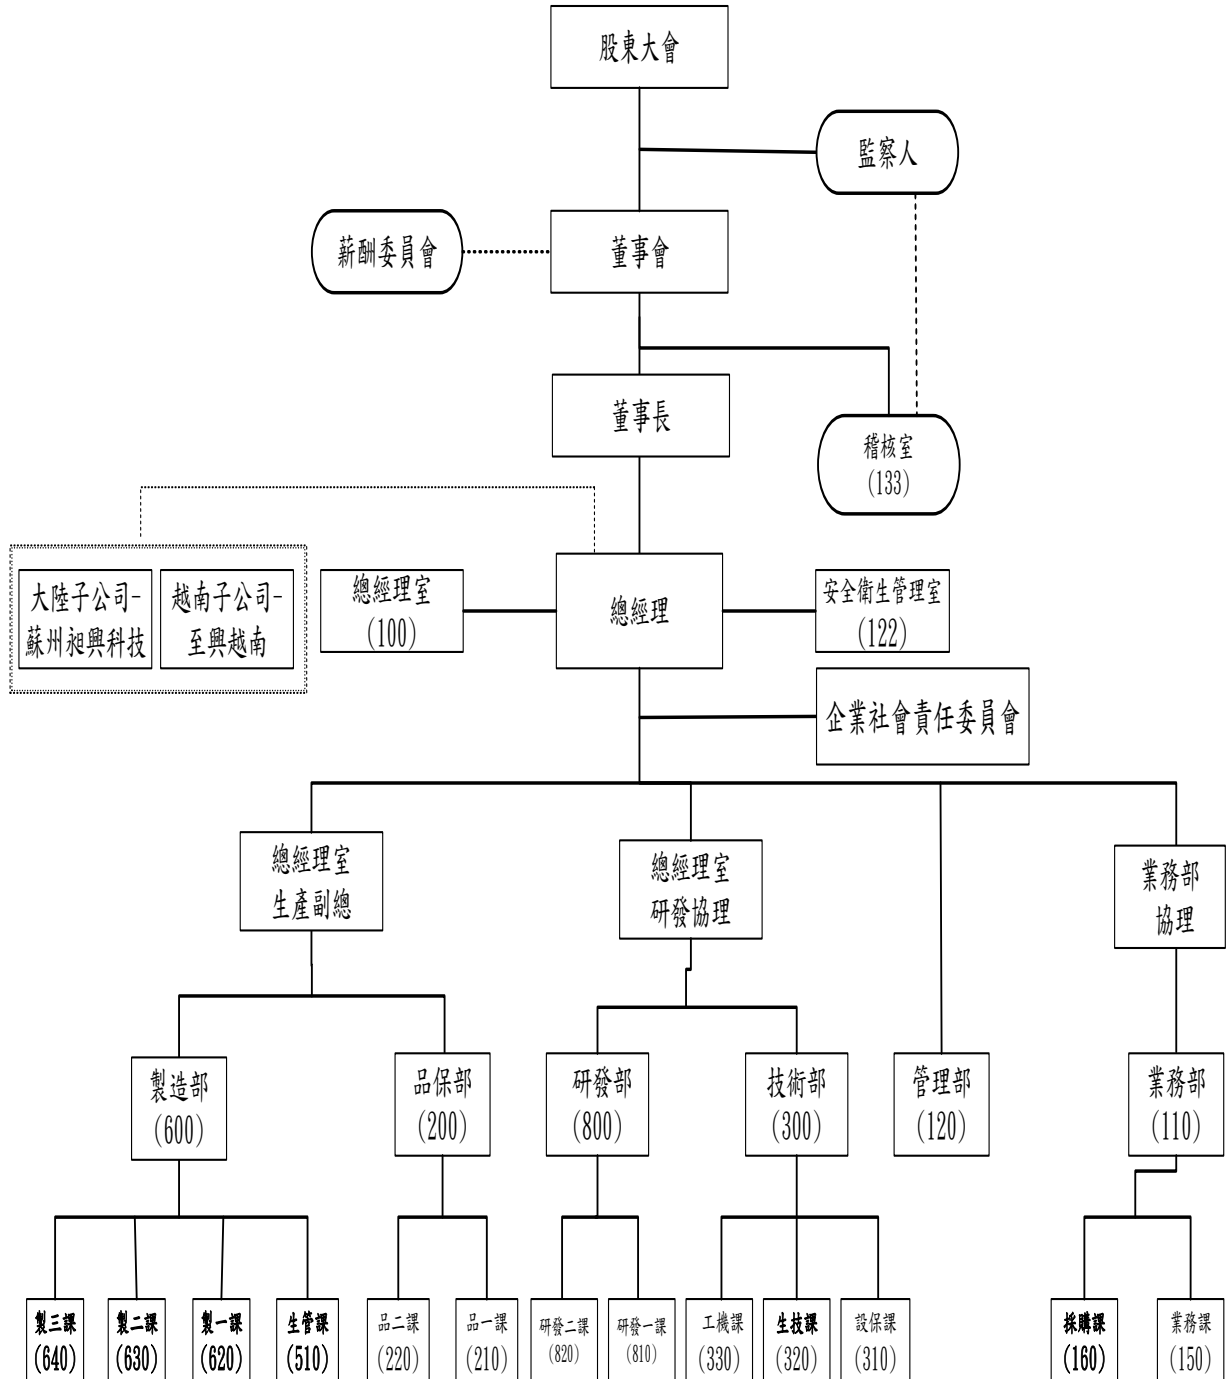 股東大會
監察人
薪酬委員會
董事會
董事長
稽核室
(133)
大陸子公司-
蘇州昶興科技
越南子公司-
至興越南
總經理室
(100)
總經理
安全衛生管理室
(122)
企業社會責任委員會
總經理室
生產副總
總經理室
研發協理
業務部
協理
製造部
(600)
品保部
(200)
研發部
(800)
技術部
(300)
管理部
(120)
業務部
(110)
製三課
(640)
製二課
(630)
製一課
(620)
生管課
(510)
品二課
(220)
品一課
(210)
研發二課
(820)
研發一課
(810)
工機課
(330)
生技課
(320)
設保課
(310)
採購課
(160)
業務課
(150)